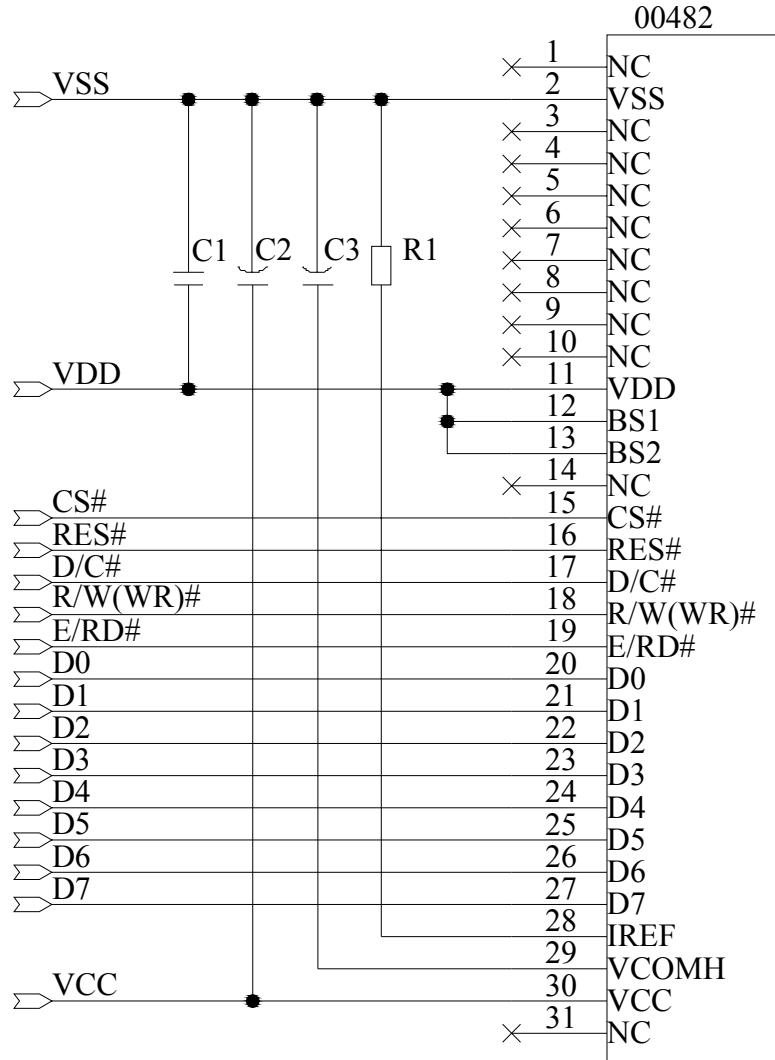 00482
1 NC
VSS 2 VSS
3 NC
4 NC
5 NC
6 NC
C1 C2 C3 R1 7 NC
8 NC
9 NC
10 NC
VDD 11 VDD
12 BS1
13 BS2
14 NC
CS# 15 CS#
RES# 16 RES#
D/C# 17 D/C#
R/W(WR)# 18 R/W(WR)#
E/RD# 19 E/RD#
D0 20 D0
D1 21 D1
D2 22 D2
D3 23 D3
D4 24 D4
D5 25 D5
D6 26 D6
D7 27 D7
28 IREF
29 VCOMH
VCC 30 VCC
31 NC